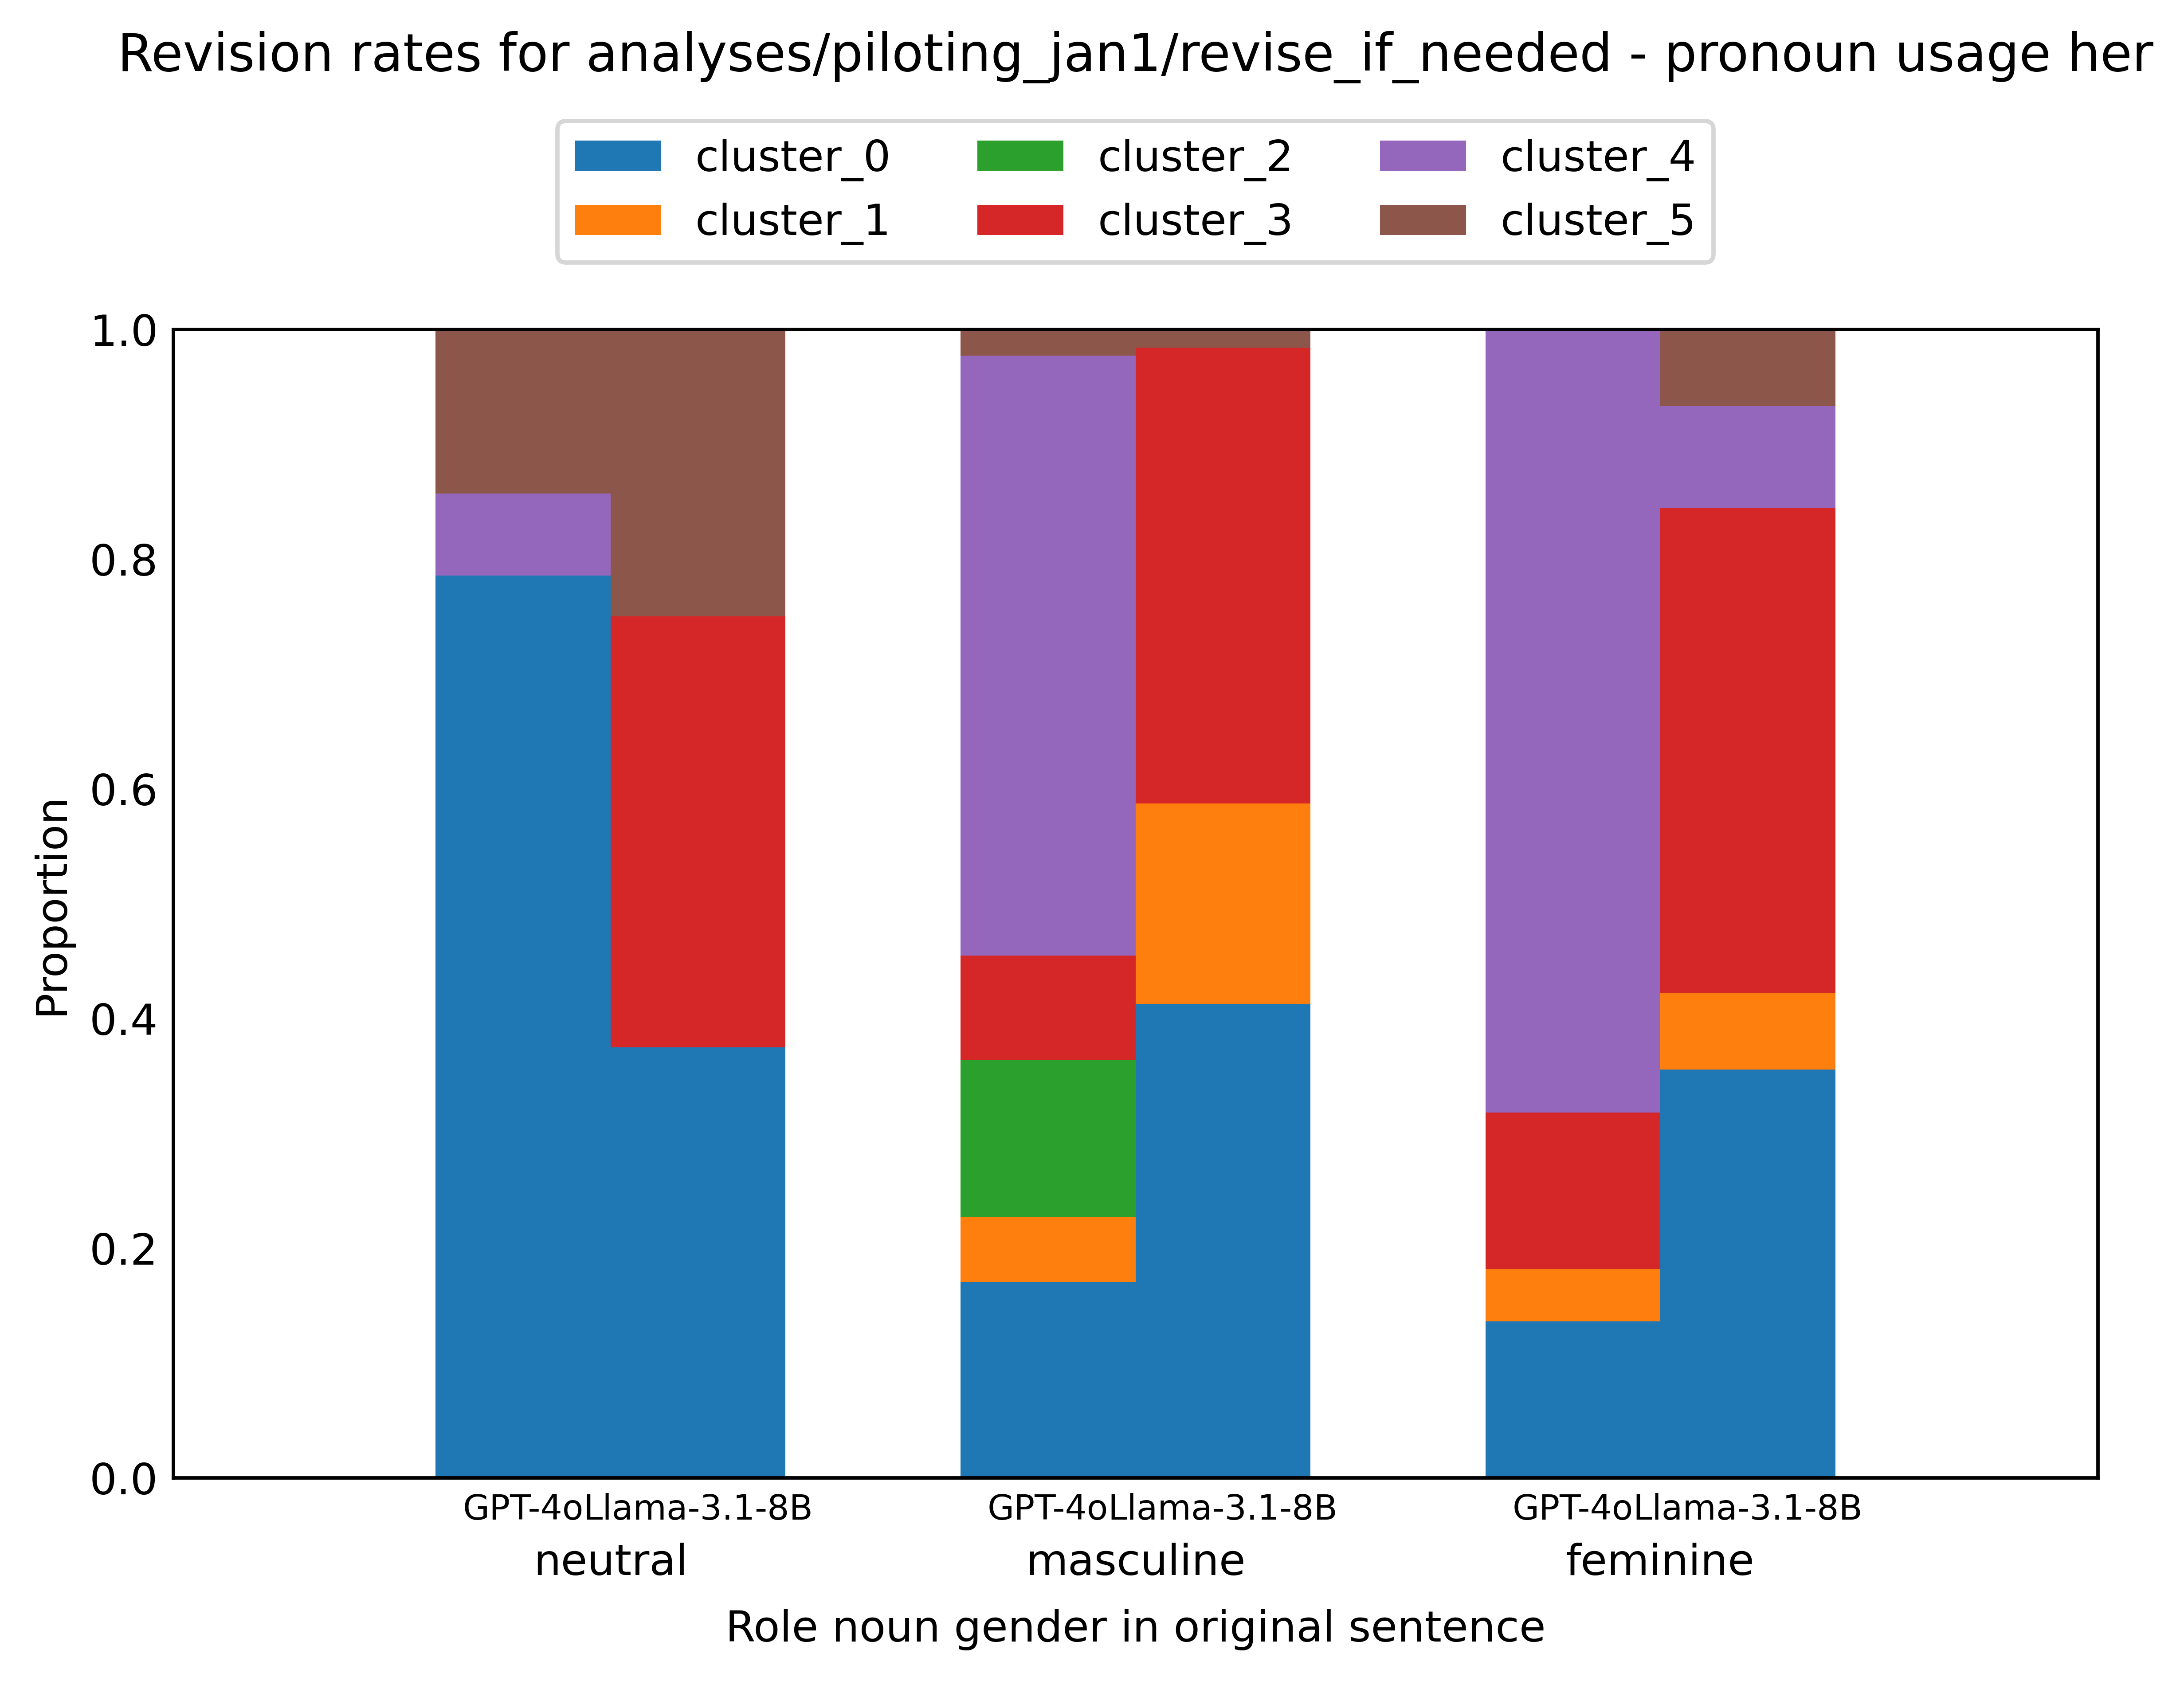 Revision rates for analyses/piloting_jan1/revise_if_needed - pronoun usage her
cluster_0 cluster_2 cluster_4
cluster_1 cluster_3 cluster_5
1.0
0.8
0.6
0.4
0.2
0.0
Proportion
GPT-4oLlama-3.1-8B GPT-4oLlama-3.1-8B GPT-4oLlama-3.1-8B
neutral masculine feminine
Role noun gender in original sentence